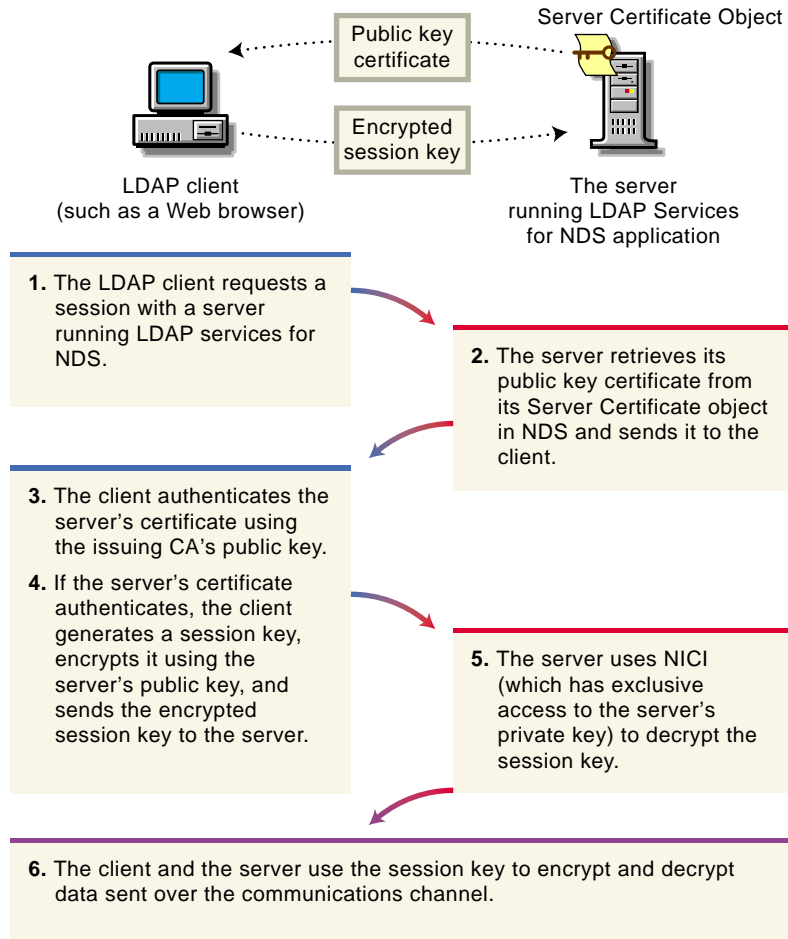 Server Certificate Object
Public key
certificate
Encrypted
session key
LDAP client
(such as a Web browser)
The server
running LDAP Services
for NDS application
1. The LDAP client requests a
session with a server
running LDAP services for
NDS.
2. The server retrieves its
public key certificate from
its Server Certificate object
in NDS and sends it to the
client.
3. The client authenticates the
server’s certificate using
the issuing CA’s public key.
4. If the server’s certificate
authenticates, the client
generates a session key,
encrypts it using the
server’s public key, and
sends the encrypted
session key to the server.
5. The server uses NICI
(which has exclusive
access to the server’s
private key) to decrypt the
session key.
6. The client and the server use the session key to encrypt and decrypt
data sent over the communications channel.